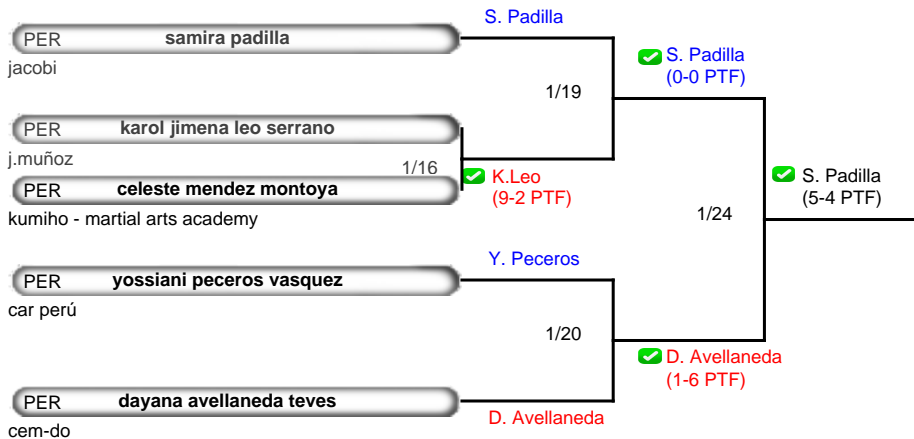 S. Padilla
PER samira padilla
jacobi
S. Padilla
(0-0 PTF)
1/19
PER karol jimena leo serrano
j.muñoz
1/16
K.Leo
(9-2 PTF)
PER celeste mendez montoya
kumiho - martial arts academy
S. Padilla
(5-4 PTF)
1/24
Y. Peceros
PER yossiani peceros vasquez
car perú
1/20
D. Avellaneda
(1-6 PTF)
PER dayana avellaneda teves
D. Avellaneda
cem-do